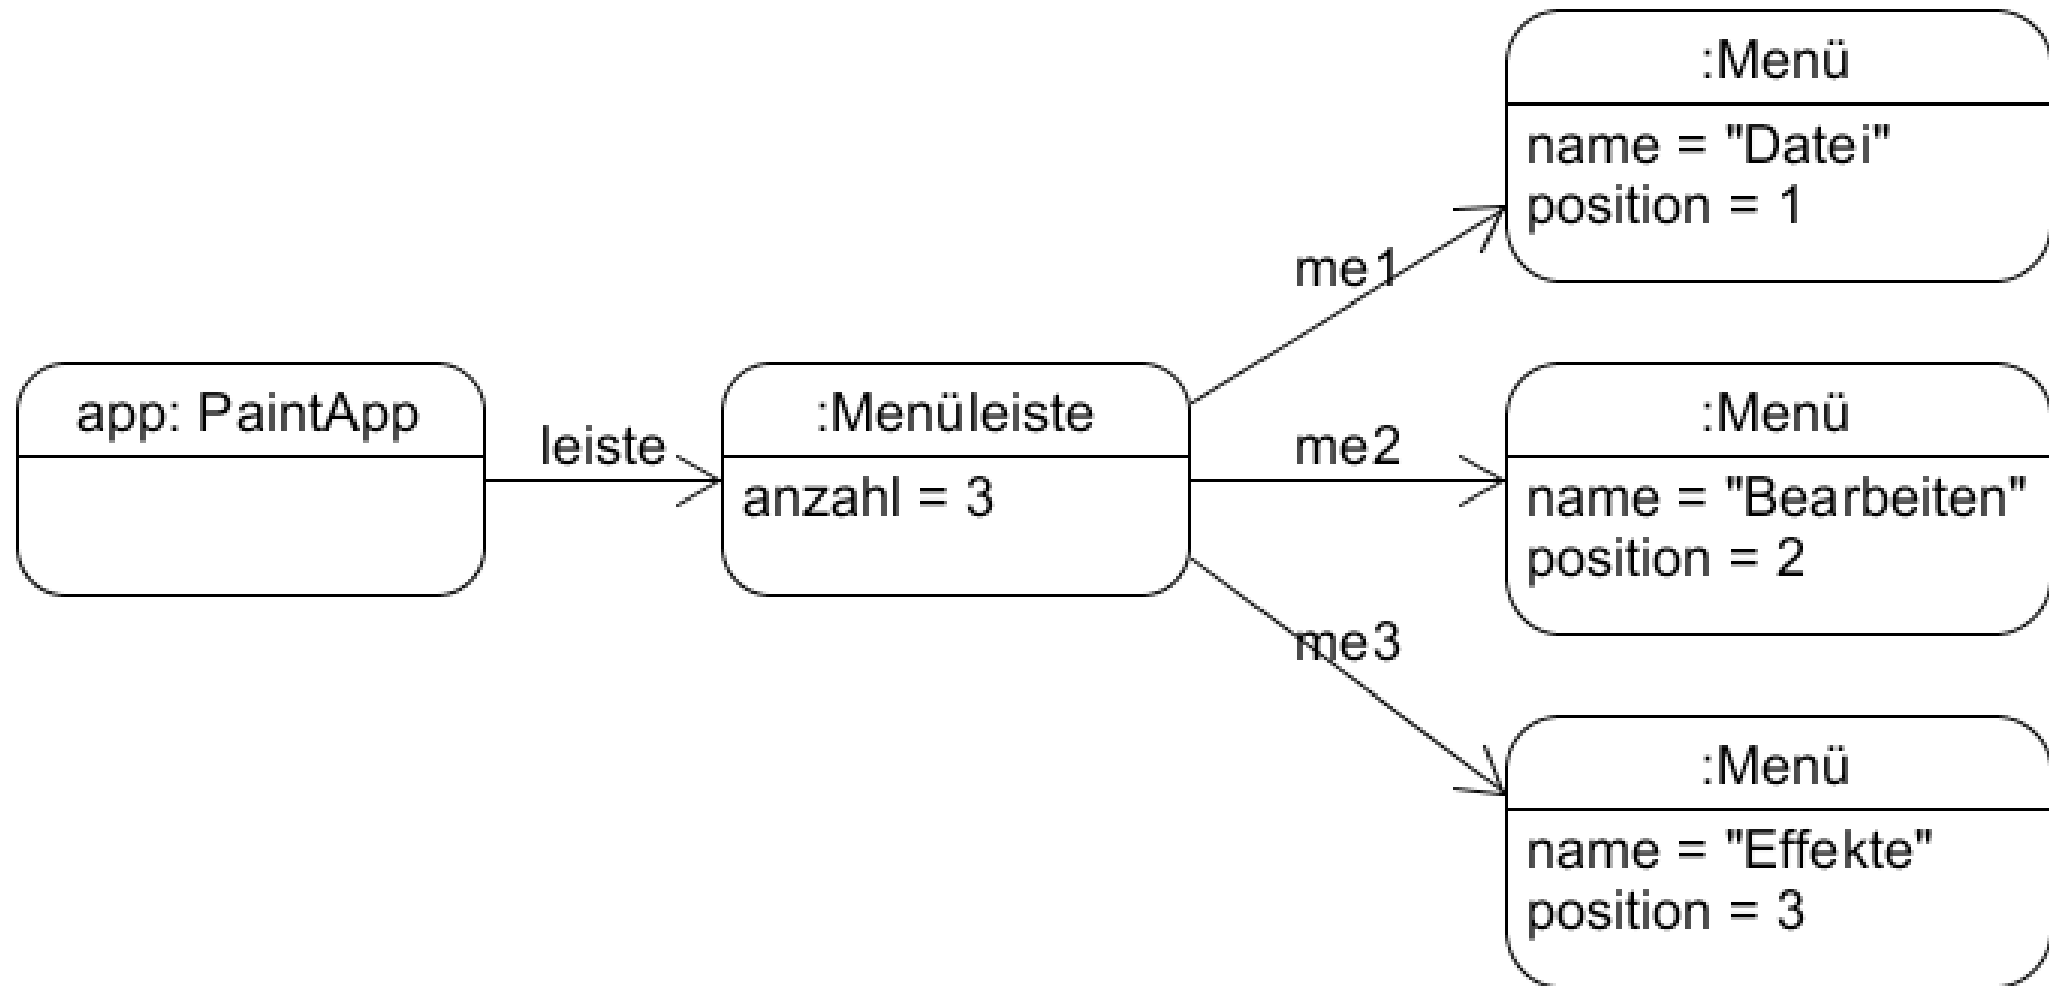 :Menü
name = "Datei"
position = 1
me1
app: PaintApp
leiste
:Menüleiste
anzahl = 3
me2
:Menü
name = "Bearbeiten"
position = 2
me3
:Menü
name = "Effekte"
position = 3